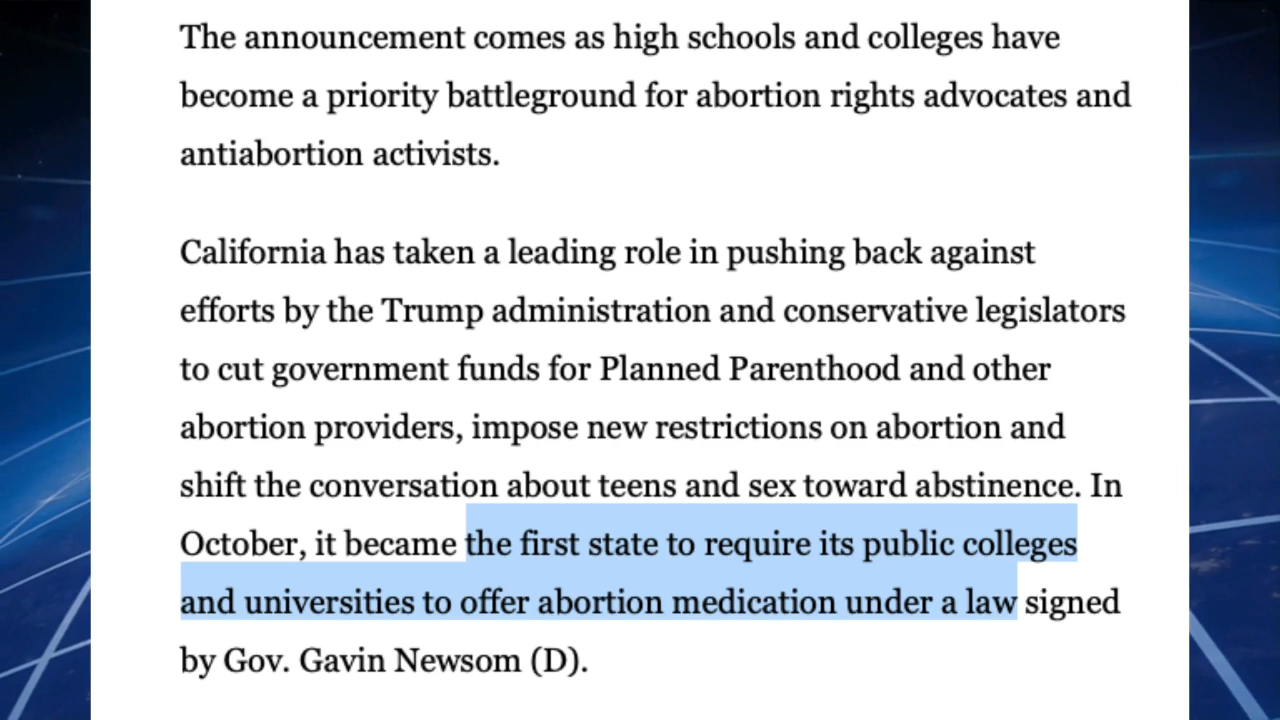 The announcement comes as high schools and colleges have
become a priority battleground for abortion rights advocates and
antiabortion activists.
California has taken a leading role in pushing back against
efforts by the Trump administration and conservative legislators
to cut government funds for Planned Parenthood and other
abortion providers, impose new restrictions on abortion and
shift the conversation about teens and sex toward abstinence. In
October, it became the first state to require its public colleges
and universities to offer abortion medication under a law signed
by Gov. Gavin Newsom (D).